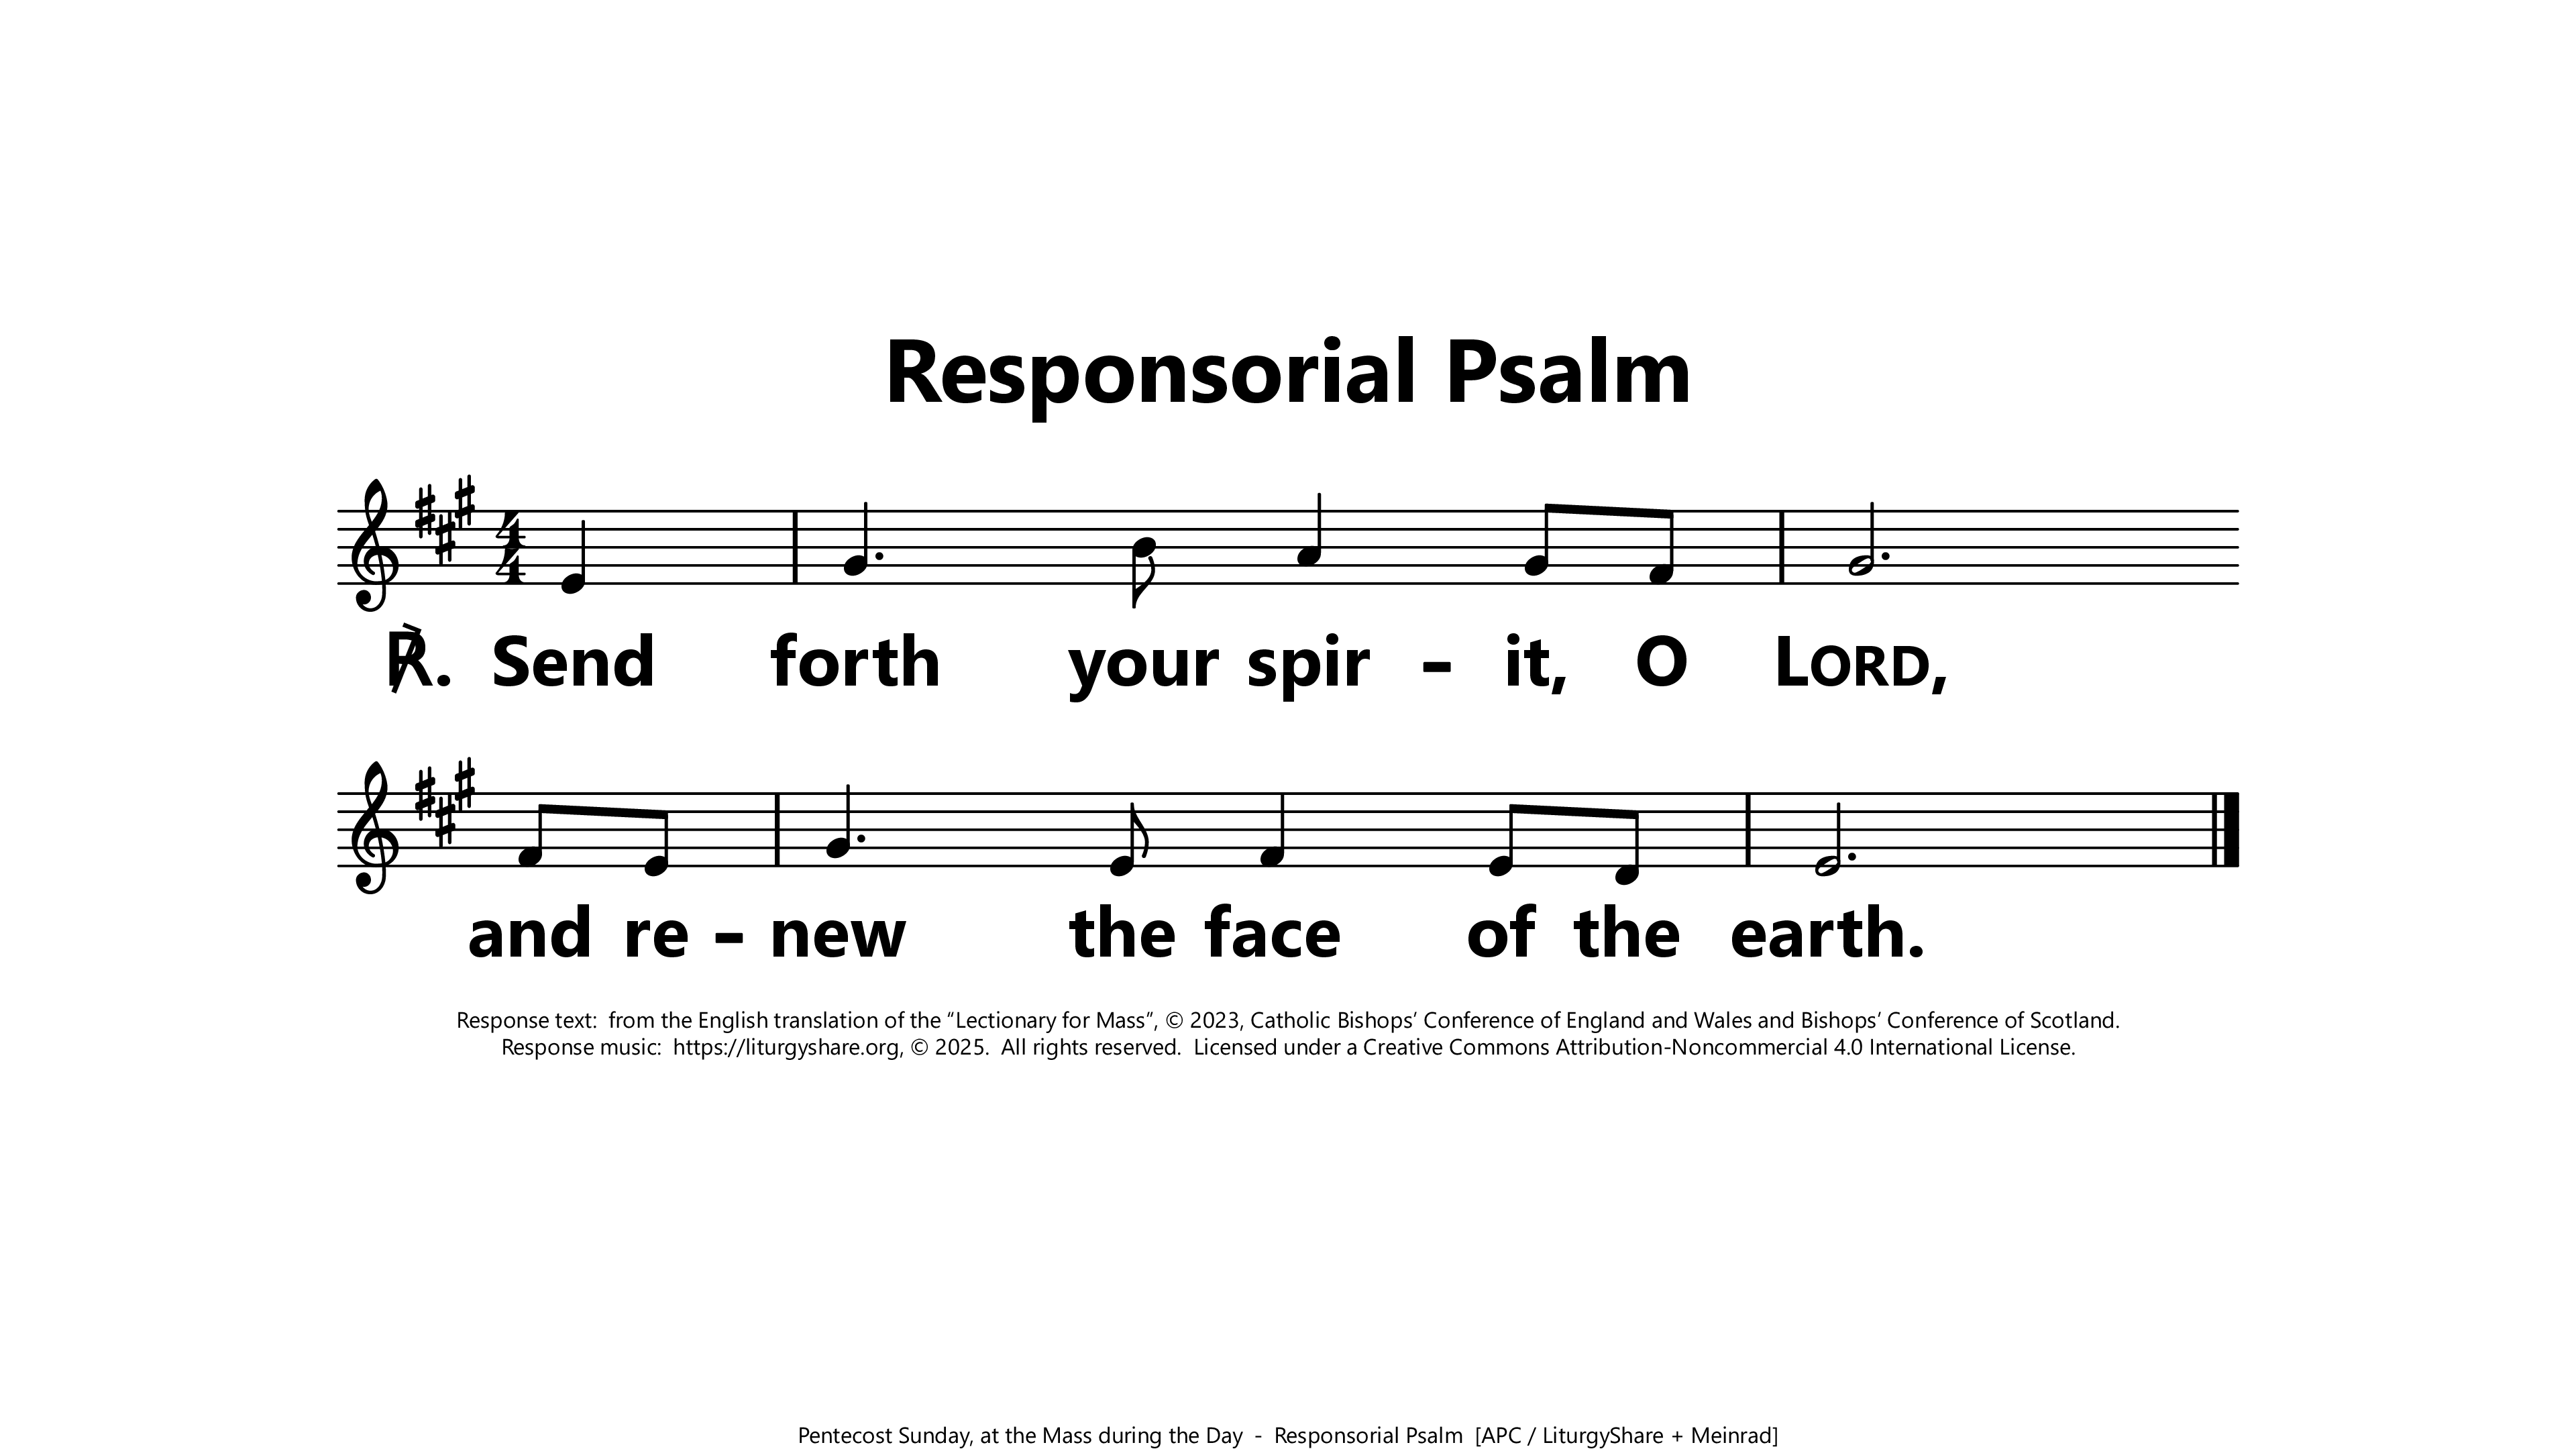 Responsorial Psalm
℟. Send forth your spir - it, O LORD,
and re - new the face of the earth.
Response text:  from the English translation of the “Lectionary for Mass”, © 2023, Catholic Bishops’ Conference of England and Wales and Bishops’ Conference of Scotland.
Response music:  https://liturgyshare.org, © 2025.  All rights reserved.  Licensed under a Creative Commons Attribution-Noncommercial 4.0 International License.
Pentecost Sunday, at the Mass during the Day  -  Responsorial Psalm  [APC / LiturgyShare + Meinrad]